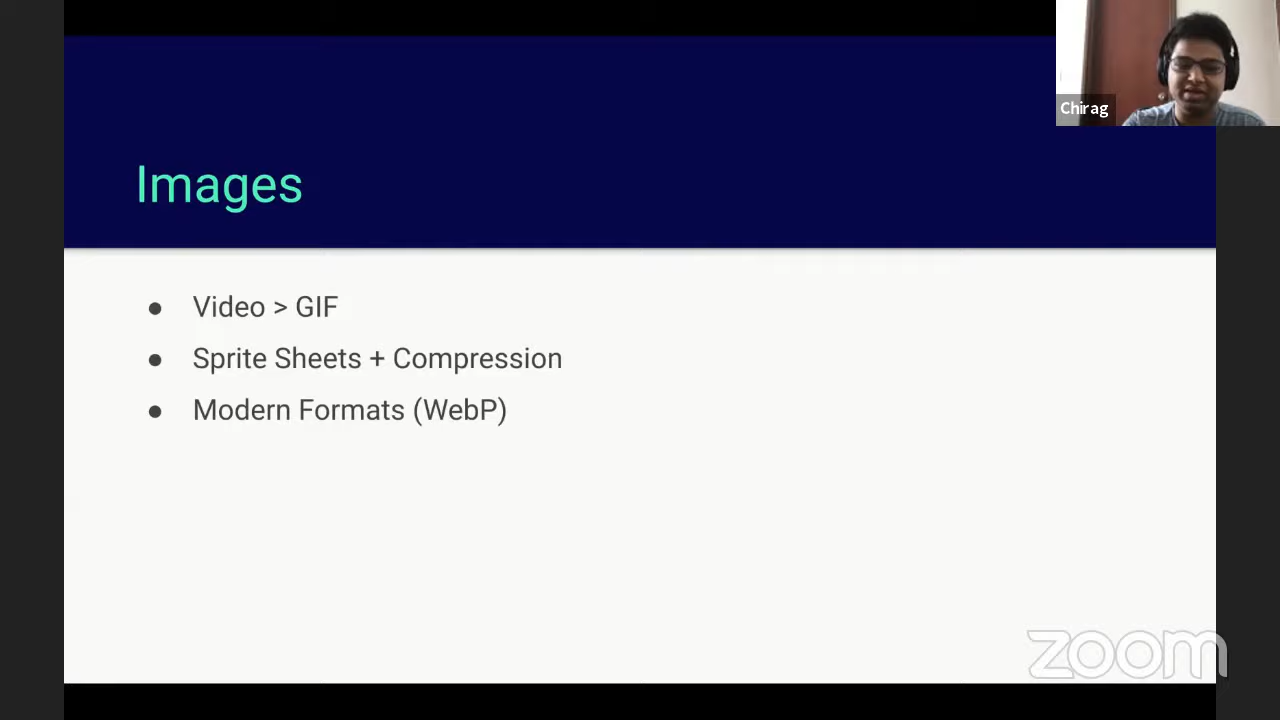 Chirag
Images
● Video > GIF
● Sprite Sheets + Compression
● Modern Formats (WebP)
zoom